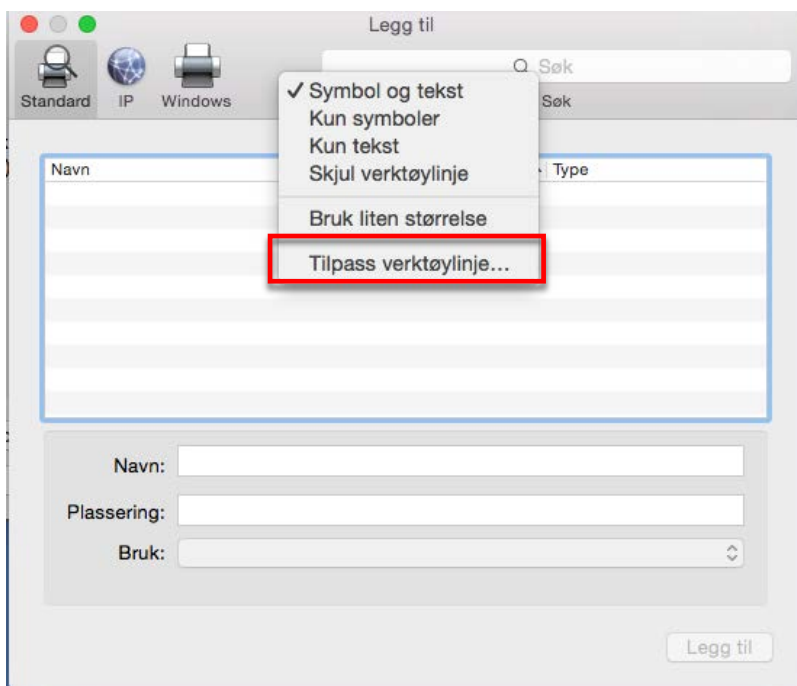 Legg til
Søk
Standard IP Windows Søk
✓ Symbol og tekst
Kun symboler
Kun tekst
Skjul verktøylinje
Bruk liten størrelse
Tilpass verktøylinje...
Navn Type
Navn:
Plassering:
Bruk:
Legg til